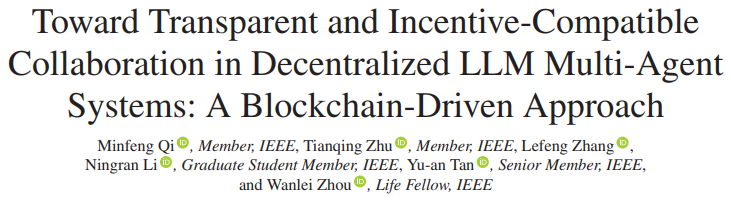 Toward Transparent and Incentive-Compatible
Collaboration in Decentralized LLM Multi-Agent
Systems: A Blockchain-Driven Approach
Minfeng Qi, Member, IEEE, Tianqing Zhu, Member, IEEE, Lefeng Zhang,
Ningran Li, Graduate Student Member, IEEE, Yu-an Tan, Senior Member, IEEE,
and Wanlei Zhou, Life Fellow, IEEE